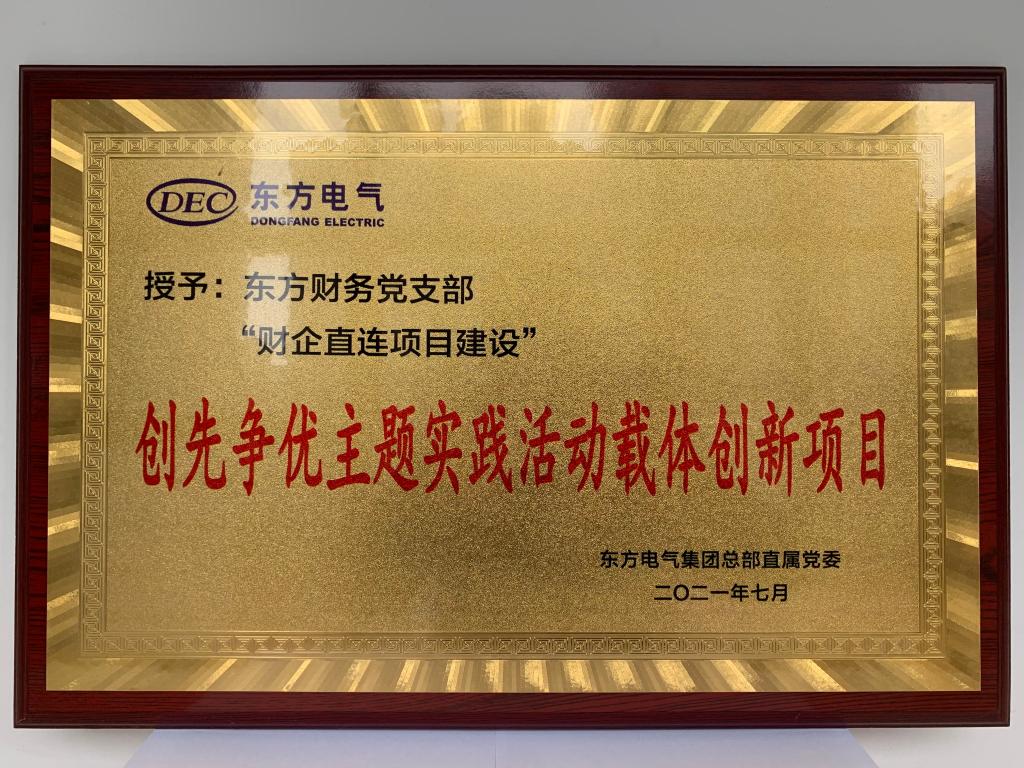 DEC 东方电气
DONGFANG ELECTRIC
授予：东方财务党支部
“财企直连项目建设”
创先争优主题实践活动载体创新项目
东方电气集团总部直属党委
二〇二一年七月